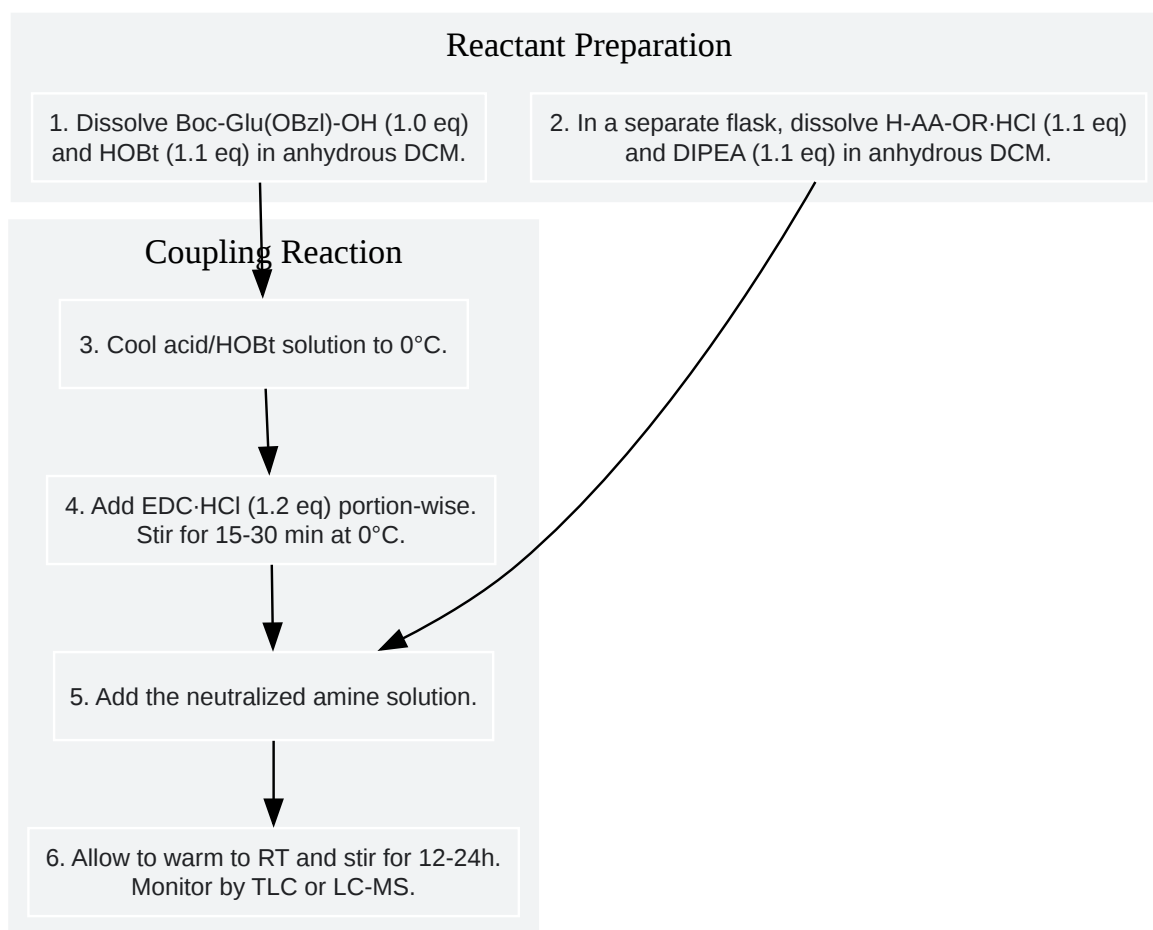 Reactant Preparation
1. Dissolve Boc-Glu(OBzl)-OH (1.0 eq)
and HOBt (1.1 eq) in anhydrous DCM.
2. In a separate flask, dissolve H-AA-OR·HCl (1.1 eq)
and DIPEA (1.1 eq) in anhydrous DCM.
Coupling Reaction
3. Cool acid/HOBt solution to 0°C.
4. Add EDC·HCl (1.2 eq) portion-wise.
Stir for 15-30 min at 0°C.
5. Add the neutralized amine solution.
6. Allow to warm to RT and stir for 12-24h.
Monitor by TLC or LC-MS.